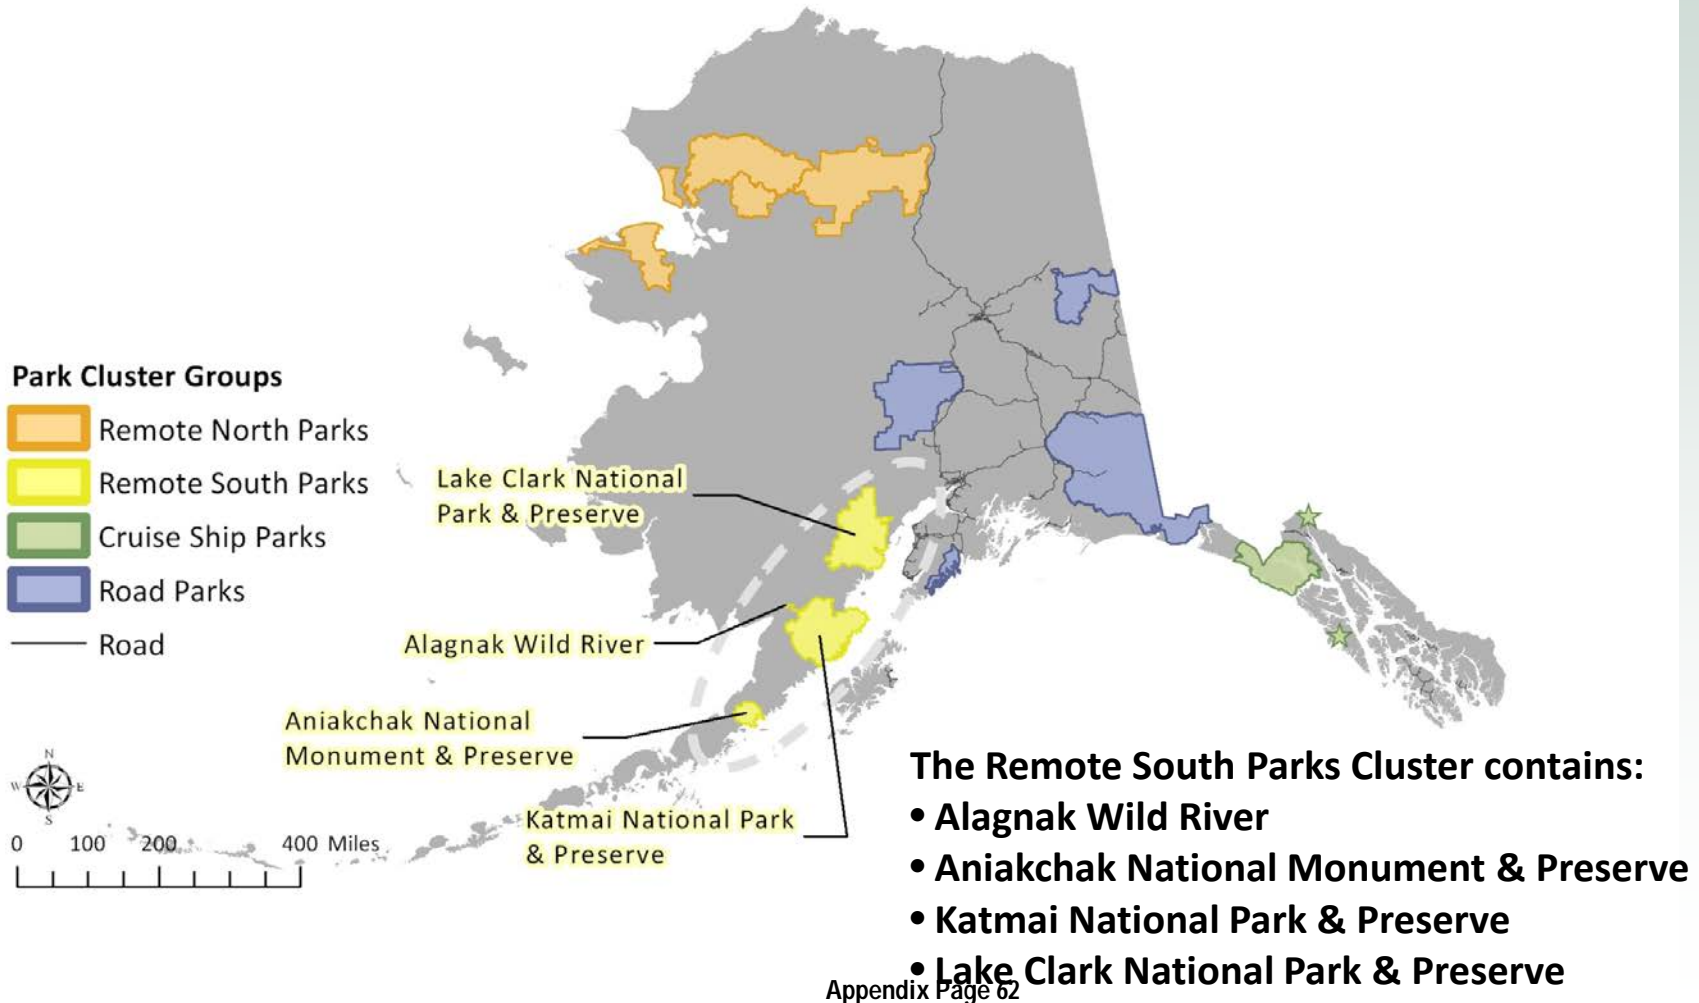 Park Cluster Groups
Remote North Parks
Remote South Parks
Cruise Ship Parks
Road Parks
Road
Lake Clark National
Park & Preserve
Alagnak Wild River
Aniakchak National
Monument & Preserve
Katmai National Park
& Preserve
N
W E
S
0 100 200 400 Miles
The Remote South Parks Cluster contains:
• Alagnak Wild River
• Aniakchak National Monument & Preserve
• Katmai National Park & Preserve
• Lake Clark National Park & Preserve
Appendix Page 62